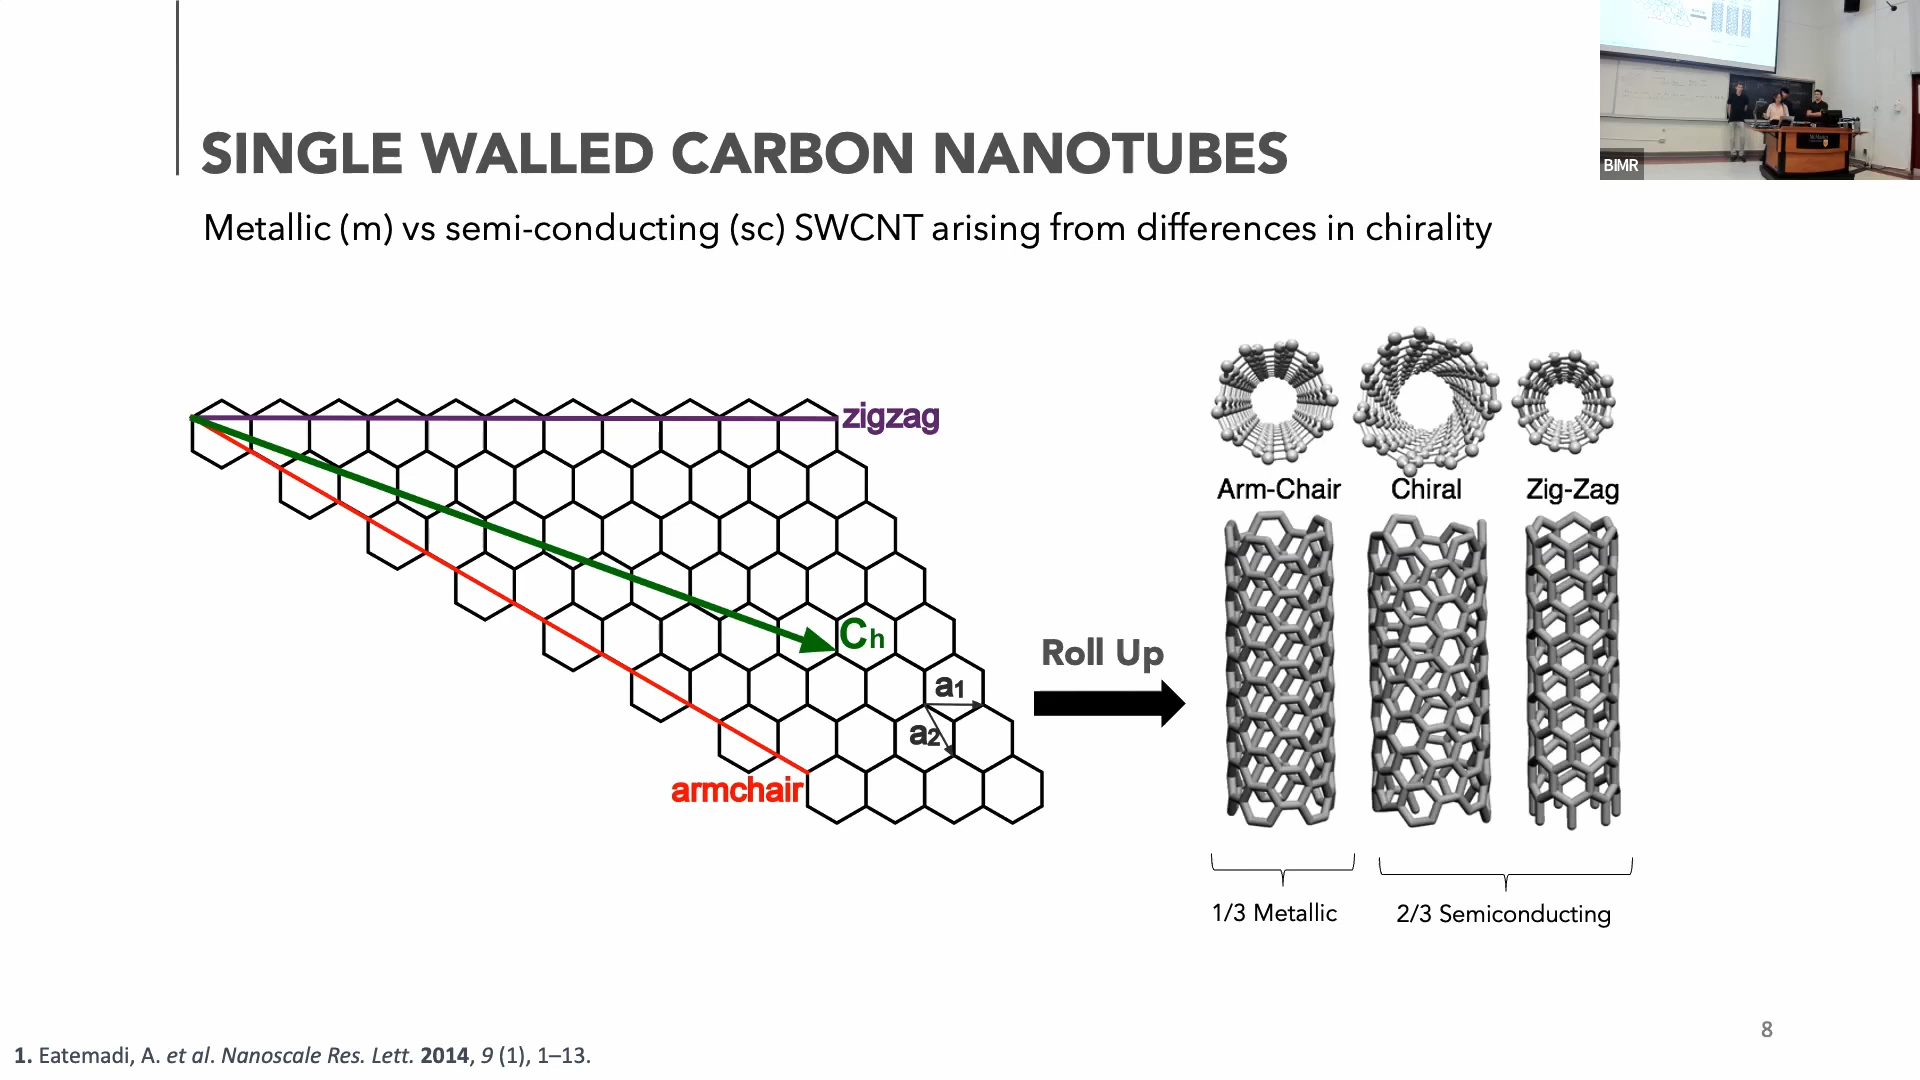 SINGLE WALLED CARBON NANOTUBES
Metallic (m) vs semi-conducting (sc) SWCNT arising from differences in chirality
BIMR
zigzag
Ch
a1
a2
armchair
Roll Up
Arm-Chair
Chiral
Zig-Zag
1/3 Metallic
2/3 Semiconducting
8
1. Eatemadi, A. et al. Nanoscale Res. Lett. 2014, 9 (1), 1–13.